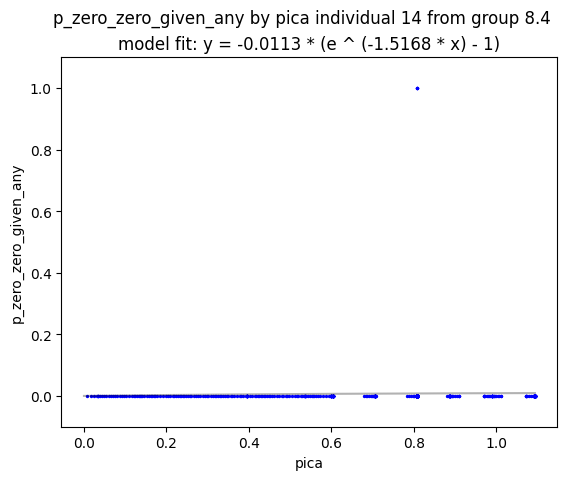 p_zero_zero_given_any by pica individual 14 from group 8.4
model fit: y = -0.0113 * (e ^ (-1.5168 * x) - 1)
1.0
0.8
0.6
0.4
0.2
0.0
p_zero_zero_given_any
0.0 0.2 0.4 0.6 0.8 1.0
pica